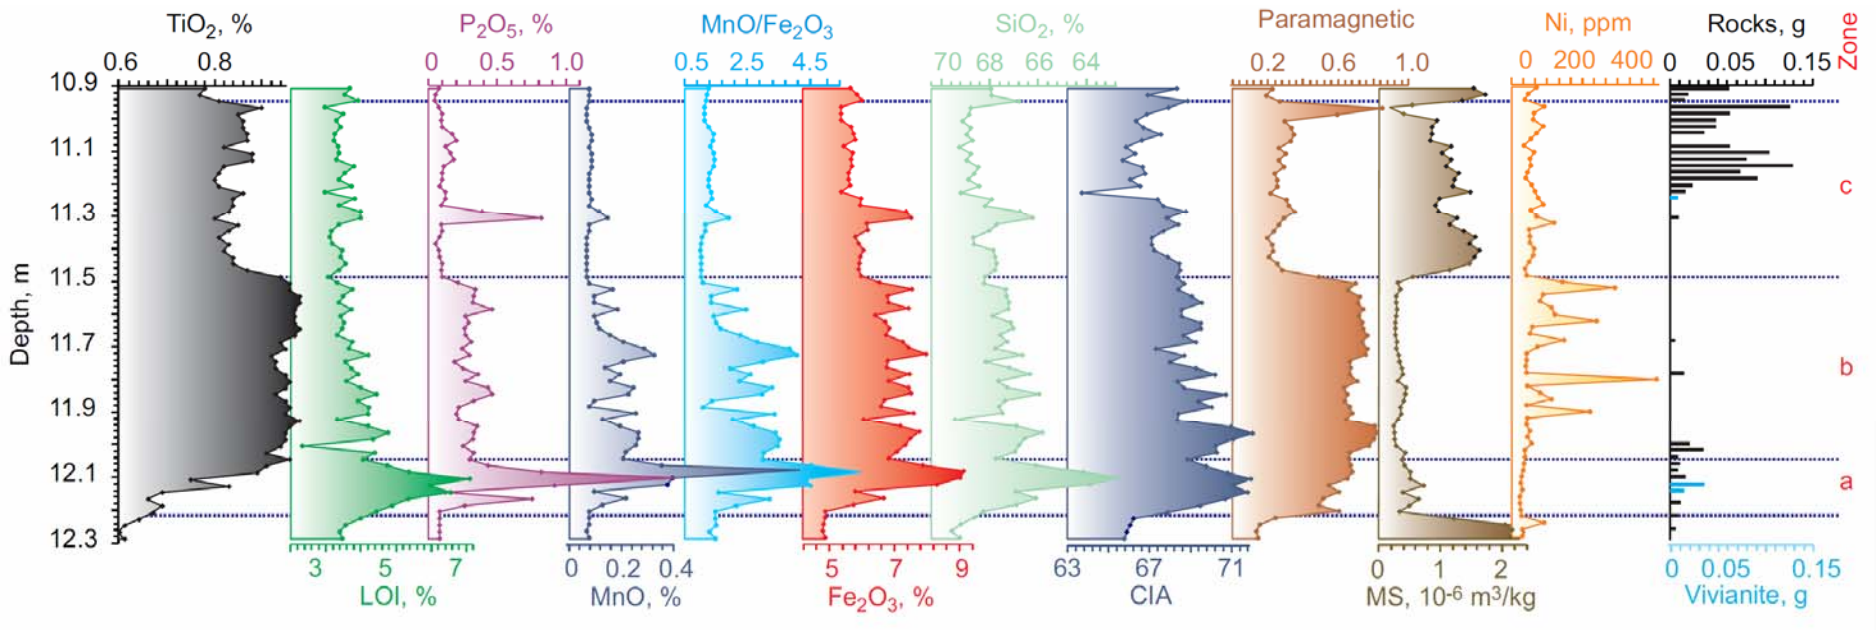 TiO2, % P2O5, % MnO/Fe2O3 SiO2, % Paramagnetic Ni, ppm Rocks, g Zone
0.6 0.8 0 0.5 1.0 0.5 2.5 4.5 70 68 66 64 0.2 0.6 1.0 0 200 400 0 0.05 0.15
10.9
11.1
c
11.3
11.5
Depth, m
11.7
b
11.9
12.1
a
12.3
3 5 7 0 0.2 0.4 5 7 9 63 67 71 0 1 2 0 0.05 0.15
LOI, % MnO, % Fe2O3, % CIA MS, 10-6 m3/kg Vivianite, g